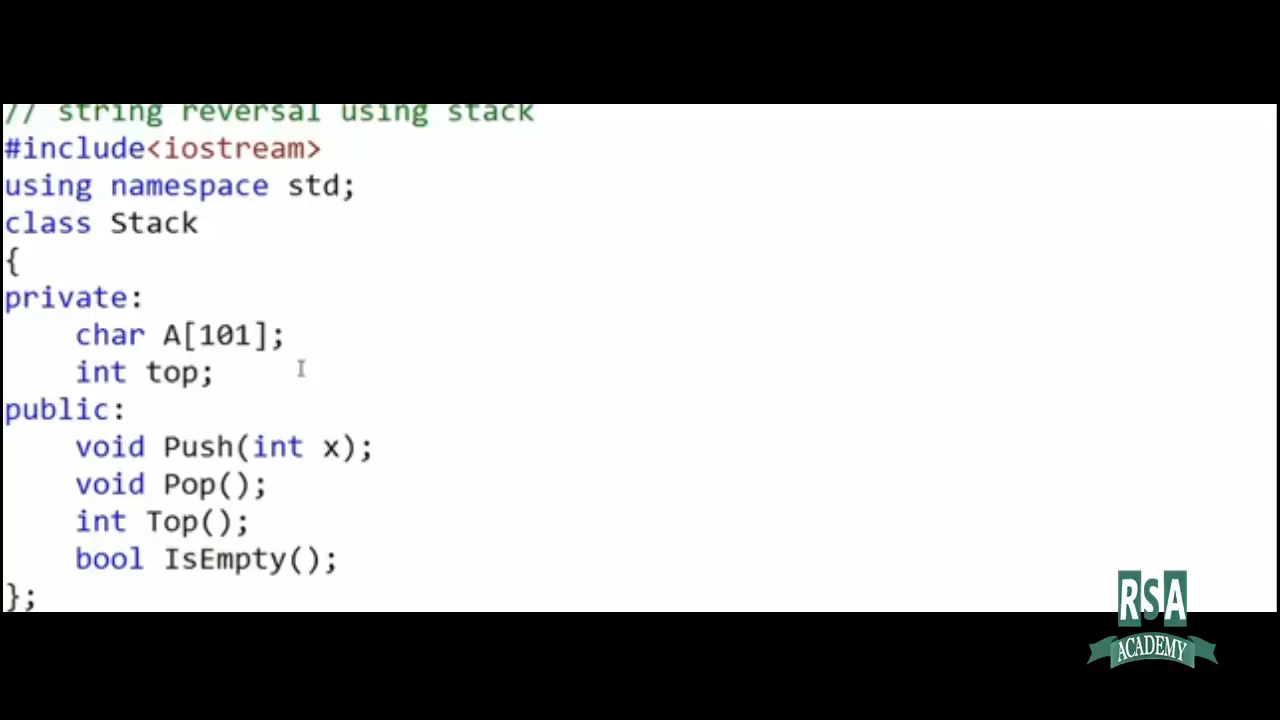 // string reversal using stack
#include<iostream>
using namespace std;
class Stack
{
private:
    char A[101];
    int top;
public:
    void Push(int x);
    void Pop();
    int Top();
    bool IsEmpty();
};
RSA
ACADEMY